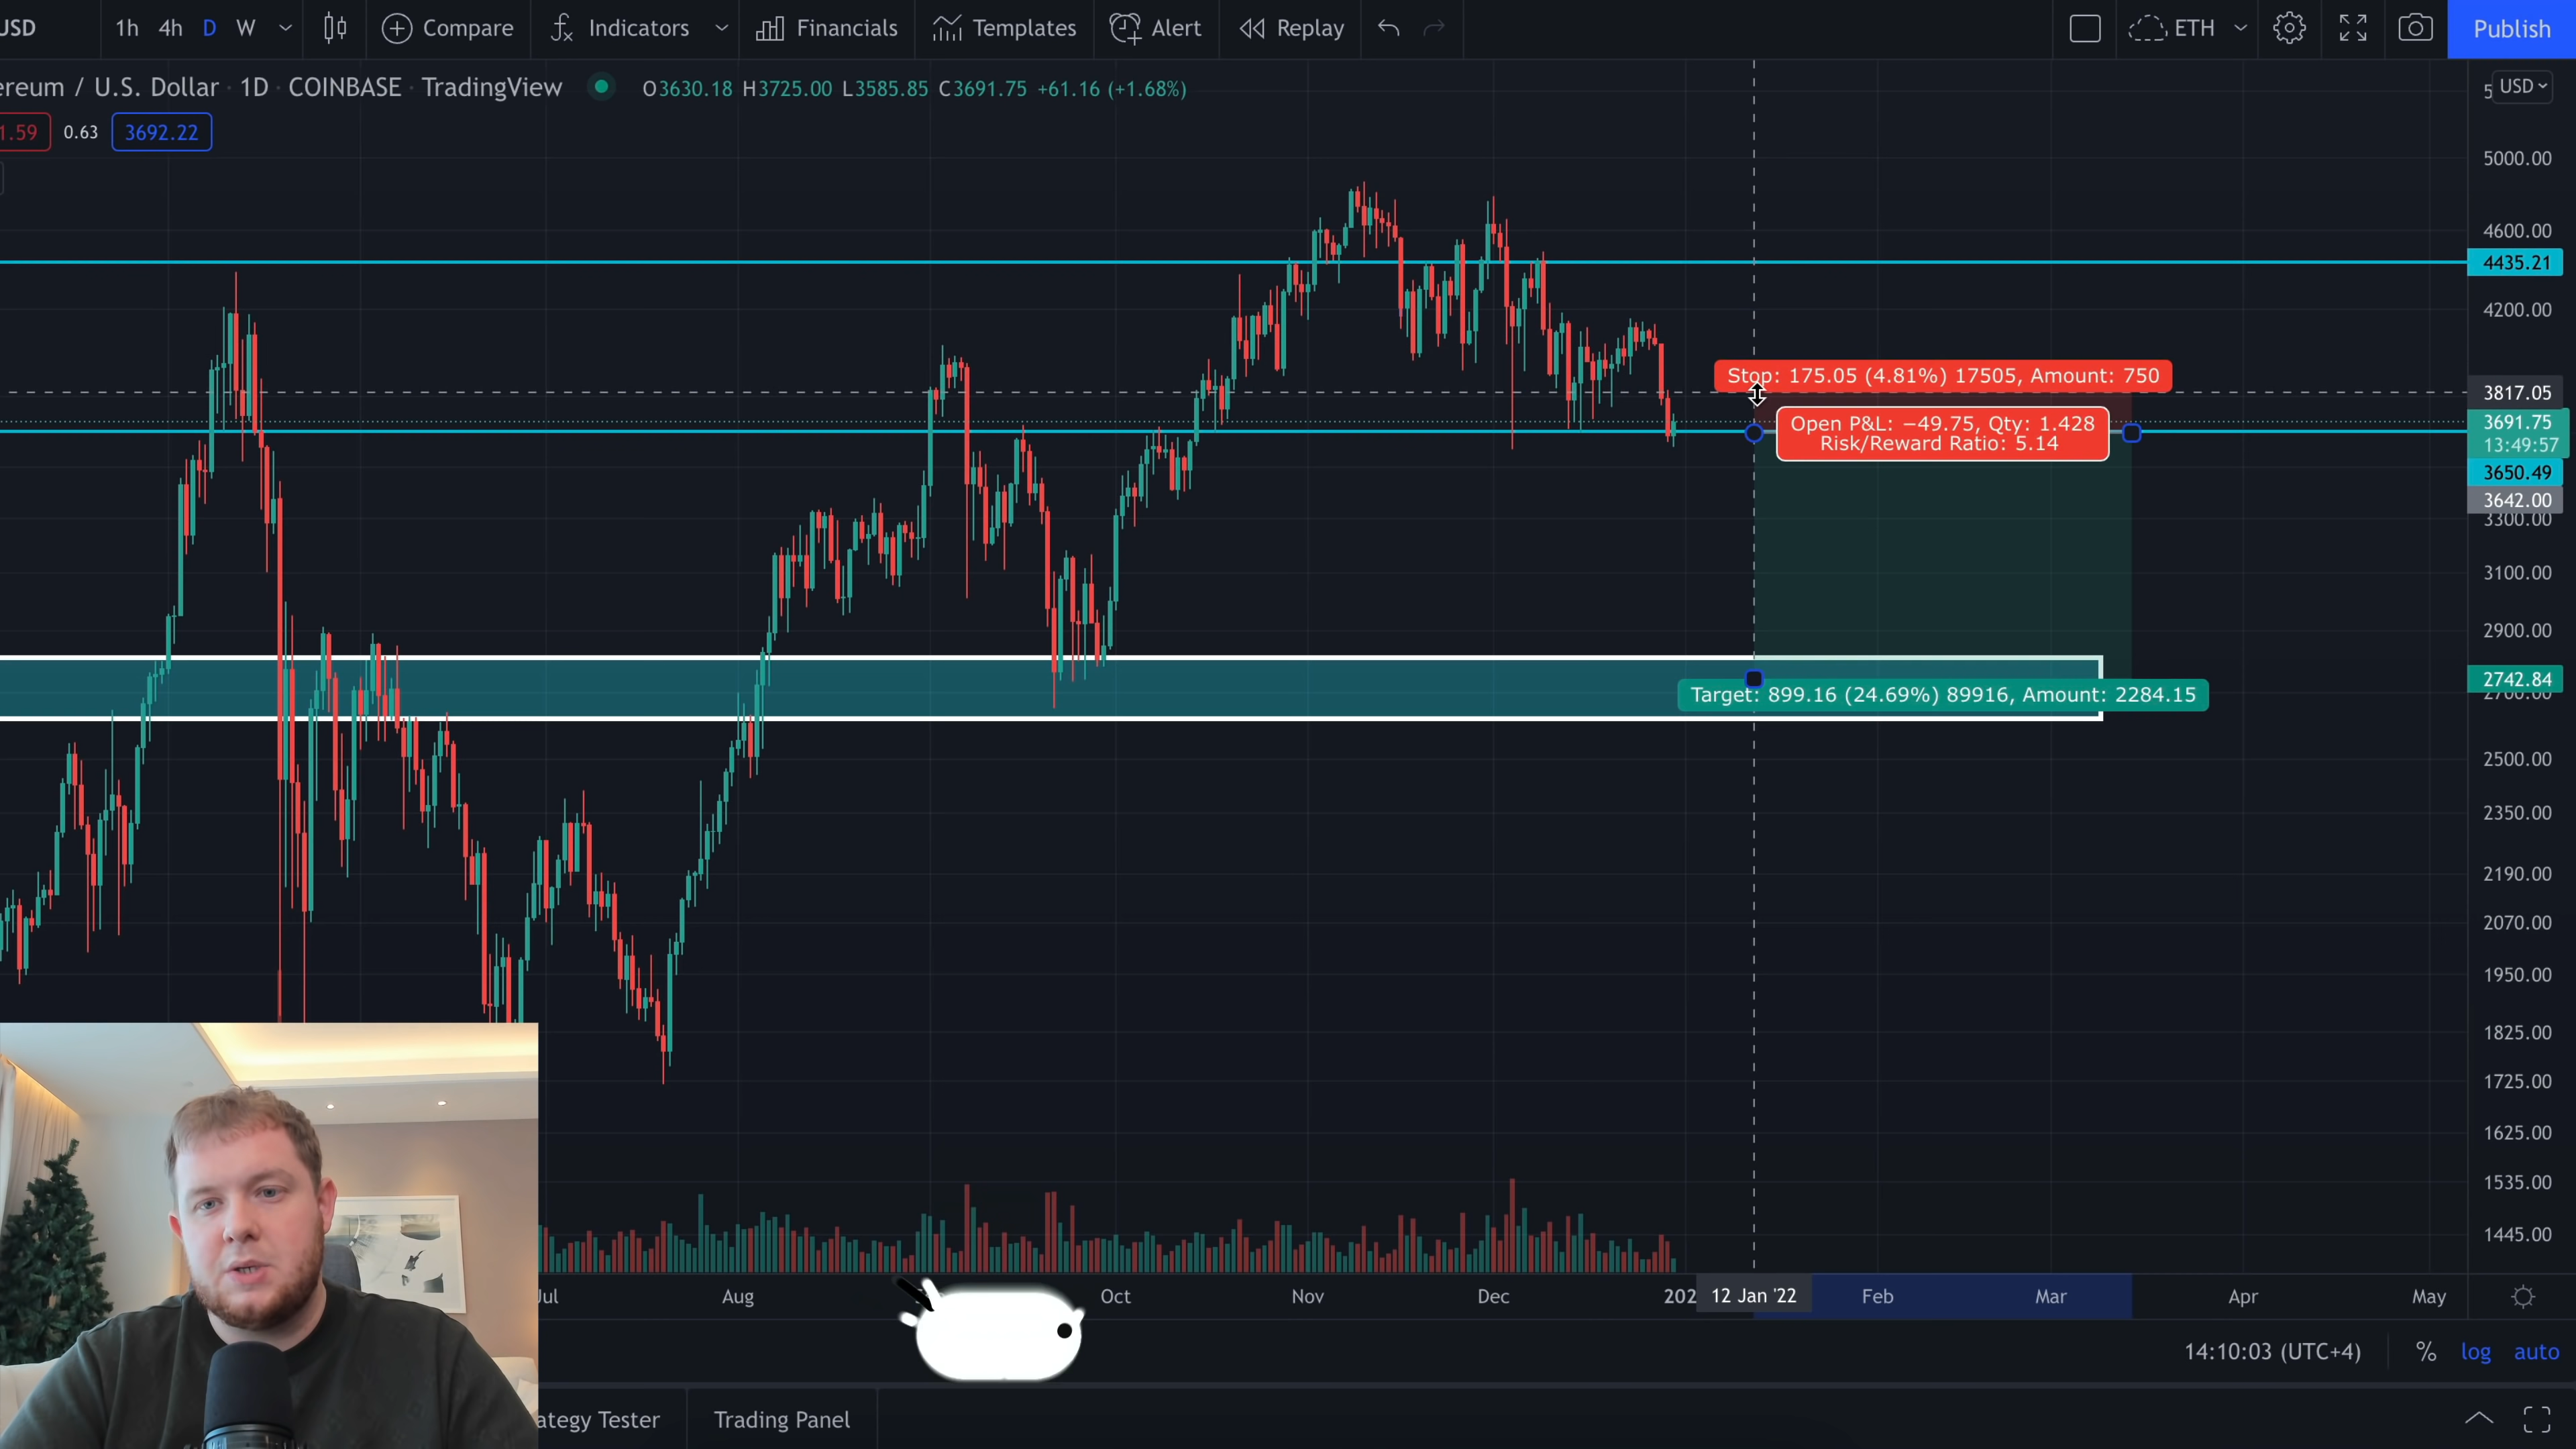 USD 1h 4h D W Compare Indicators Financials Templates Alert Replay ETH Publish
ereum / U.S. Dollar · 1D · COINBASE · TradingView O3630.18 H3725.00 L3585.85 C3691.75 +61.16 (+1.68%) USD
1.59 0.63 3692.22
5000.00
4600.00
4435.21
4200.00
Stop: 175.05 (4.81%) 17505, Amount: 750
3817.05
Open P&L: −49.75, Qty: 1.428
3691.75
Risk/Reward Ratio: 5.14
13:49:57
3650.49
3642.00
3300.00
3100.00
2900.00
2742.84
Target: 899.16 (24.69%) 89916, Amount: 2284.15
2700.00
2500.00
2350.00
2190.00
2070.00
1950.00
1825.00
1725.00
1625.00
1535.00
1445.00
Jul Aug Oct Nov Dec 202 12 Jan '22 Feb Mar Apr May
14:10:03 (UTC+4) % log auto
ategy Tester Trading Panel